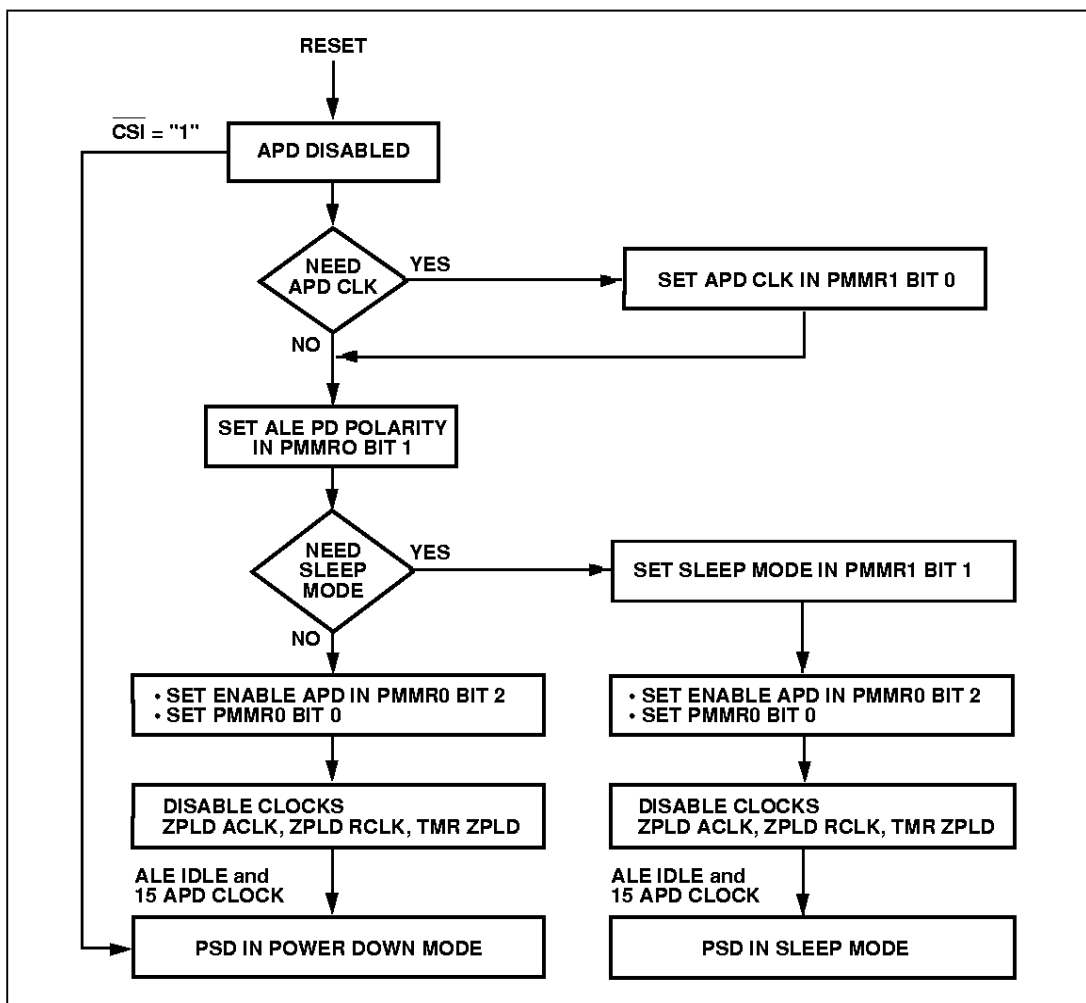 RESET
CSI = "1"
APD DISABLED
NEED
APD CLK
YES
SET APD CLK IN PMMR1 BIT 0
NO
SET ALE PD POLARITY
IN PMMRO BIT 1
NEED
SLEEP
MODE
YES
SET SLEEP MODE IN PMMR1 BIT 1
NO
• SET ENABLE APD IN PMMR0 BIT 2
• SET PMMR0 BIT 0
• SET ENABLE APD IN PMMR0 BIT 2
• SET PMMR0 BIT 0
DISABLE CLOCKS
ZPLD ACLK, ZPLD RCLK, TMR ZPLD
DISABLE CLOCKS
ZPLD ACLK, ZPLD RCLK, TMR ZPLD
ALE IDLE and
15 APD CLOCK
ALE IDLE and
15 APD CLOCK
PSD IN POWER DOWN MODE
PSD IN SLEEP MODE